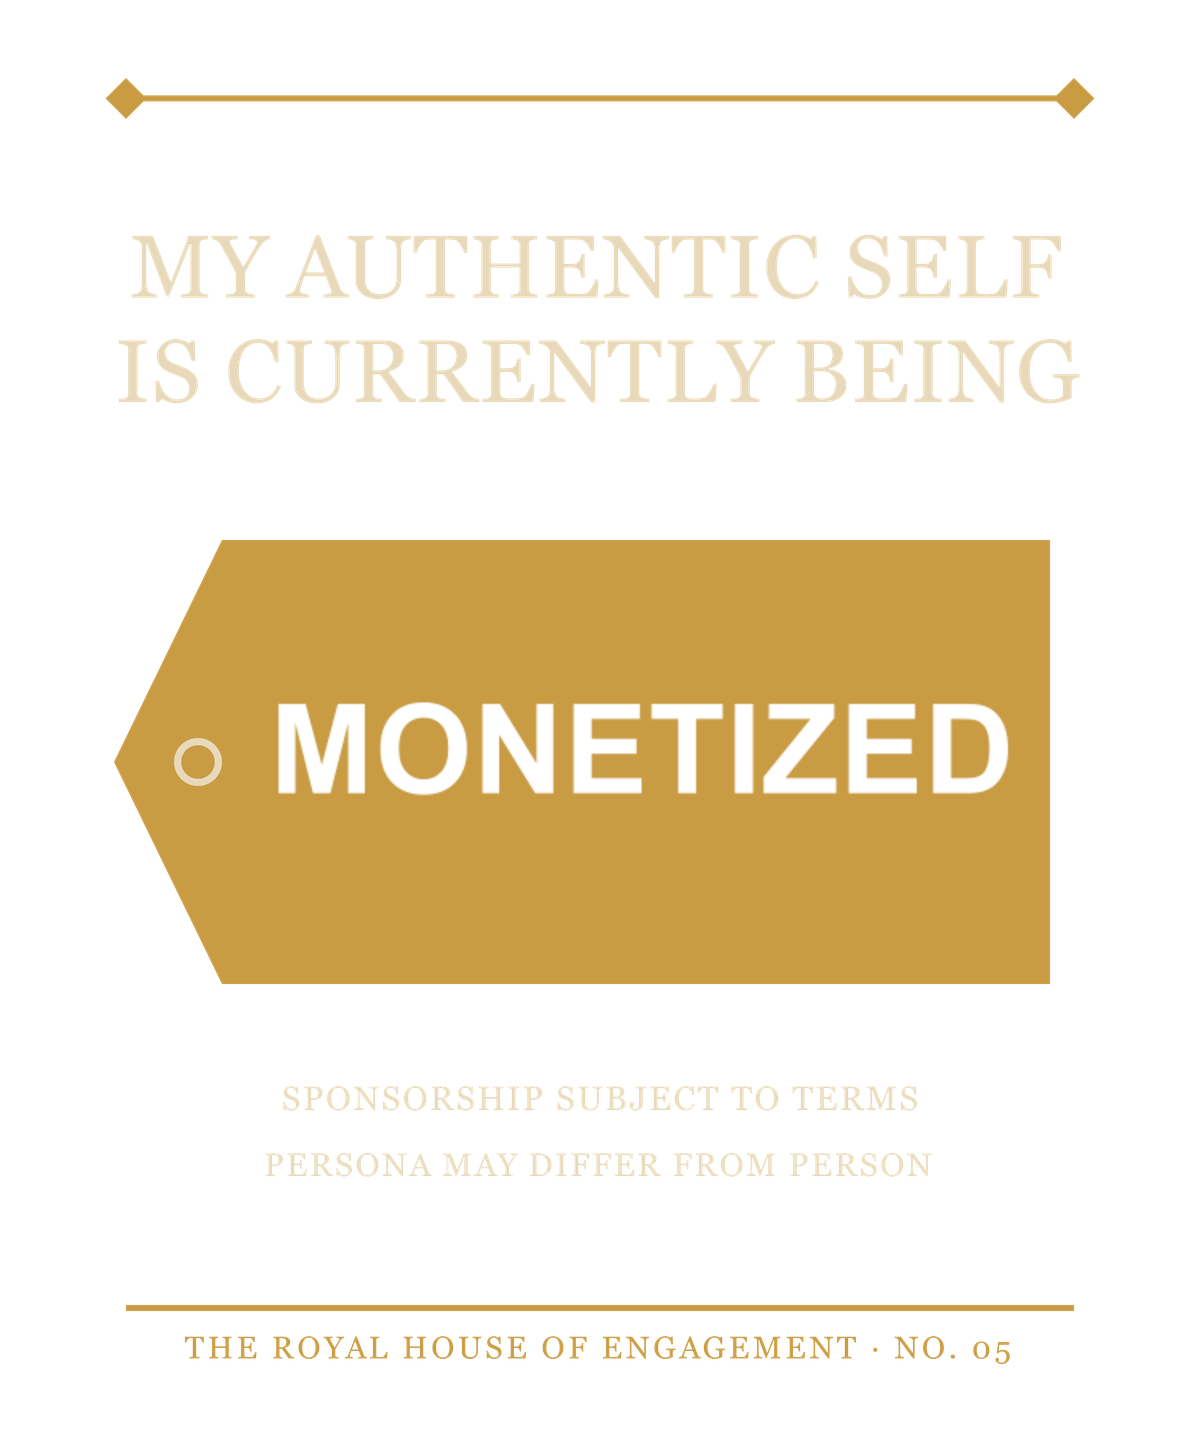 MY AUTHENTIC SELF
IS CURRENTLY BEING
MONETIZED
SPONSORSHIP SUBJECT TO TERMS
PERSONA MAY DIFFER FROM PERSON
THE ROYAL HOUSE OF ENGAGEMENT · NO. 05